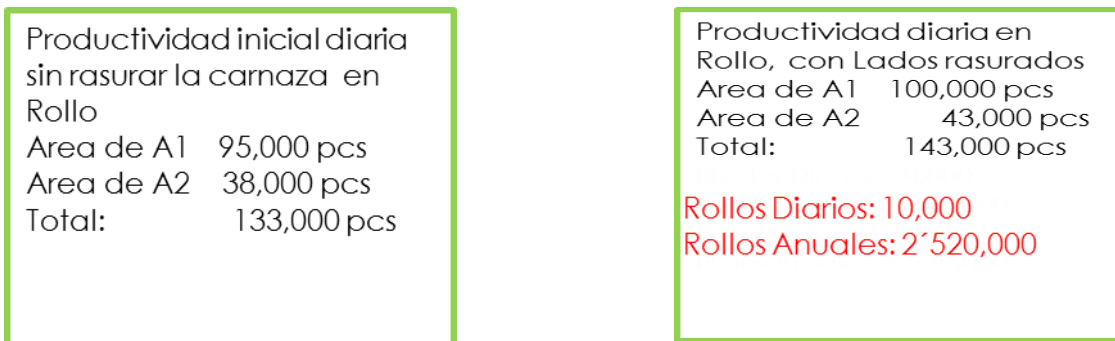 Productividad inicial diaria
sin rasurar la carnaza en
Rollo
Area de A1 95,000 pcs
Area de A2 38,000 pcs
Total: 133,000 pcs
Productividad diaria en
Rollo, con Lados rasurados
Area de A1 100,000 pcs
Area de A2 43,000 pcs
Total: 143,000 pcs
Rollos Diarios: 10,000
Rollos Anuales: 2´520,000